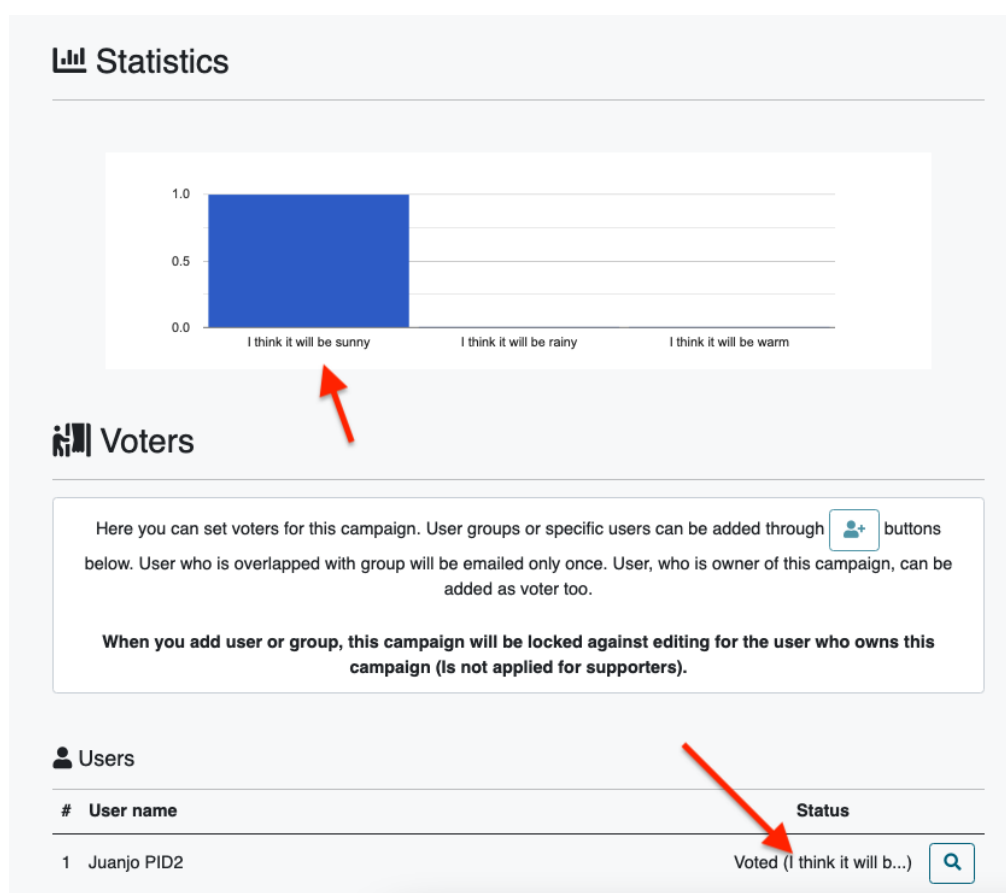 Statistics
1.0
0.5
0.0
I think it will be sunny I think it will be rainy I think it will be warm
Voters
Here you can set voters for this campaign. User groups or specific users can be added through buttons
below. User who is overlapped with group will be emailed only once. User, who is owner of this campaign, can be
added as voter too.
When you add user or group, this campaign will be locked against editing for the user who owns this
campaign (Is not applied for supporters).
Users
# User name Status
1 Juanjo PID2 Voted (I think it will b...)